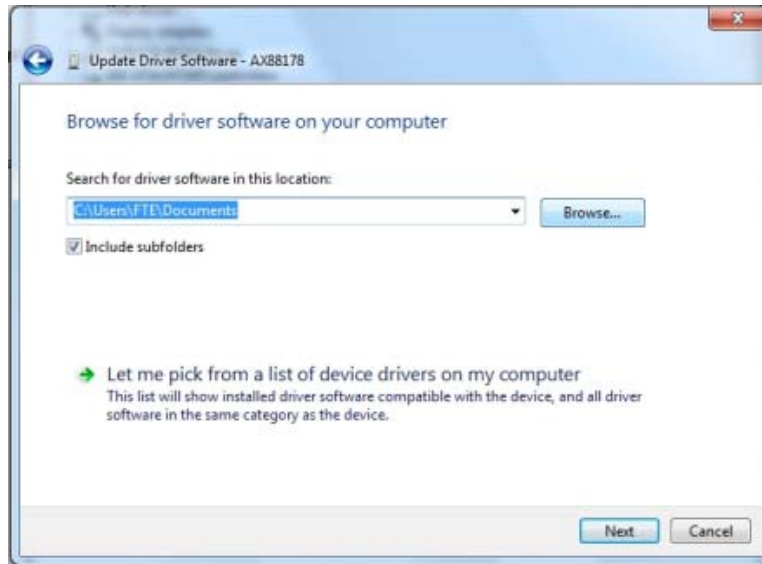 Update Driver Software - AX88178
Browse for driver software on your computer
Search for driver software in this location:
C:\Users\FTE\Documents
Browse...
Include subfolders
Let me pick from a list of device drivers on my computer
This list will show installed driver software compatible with the device, and all driver
software in the same category as the device.
Next
Cancel